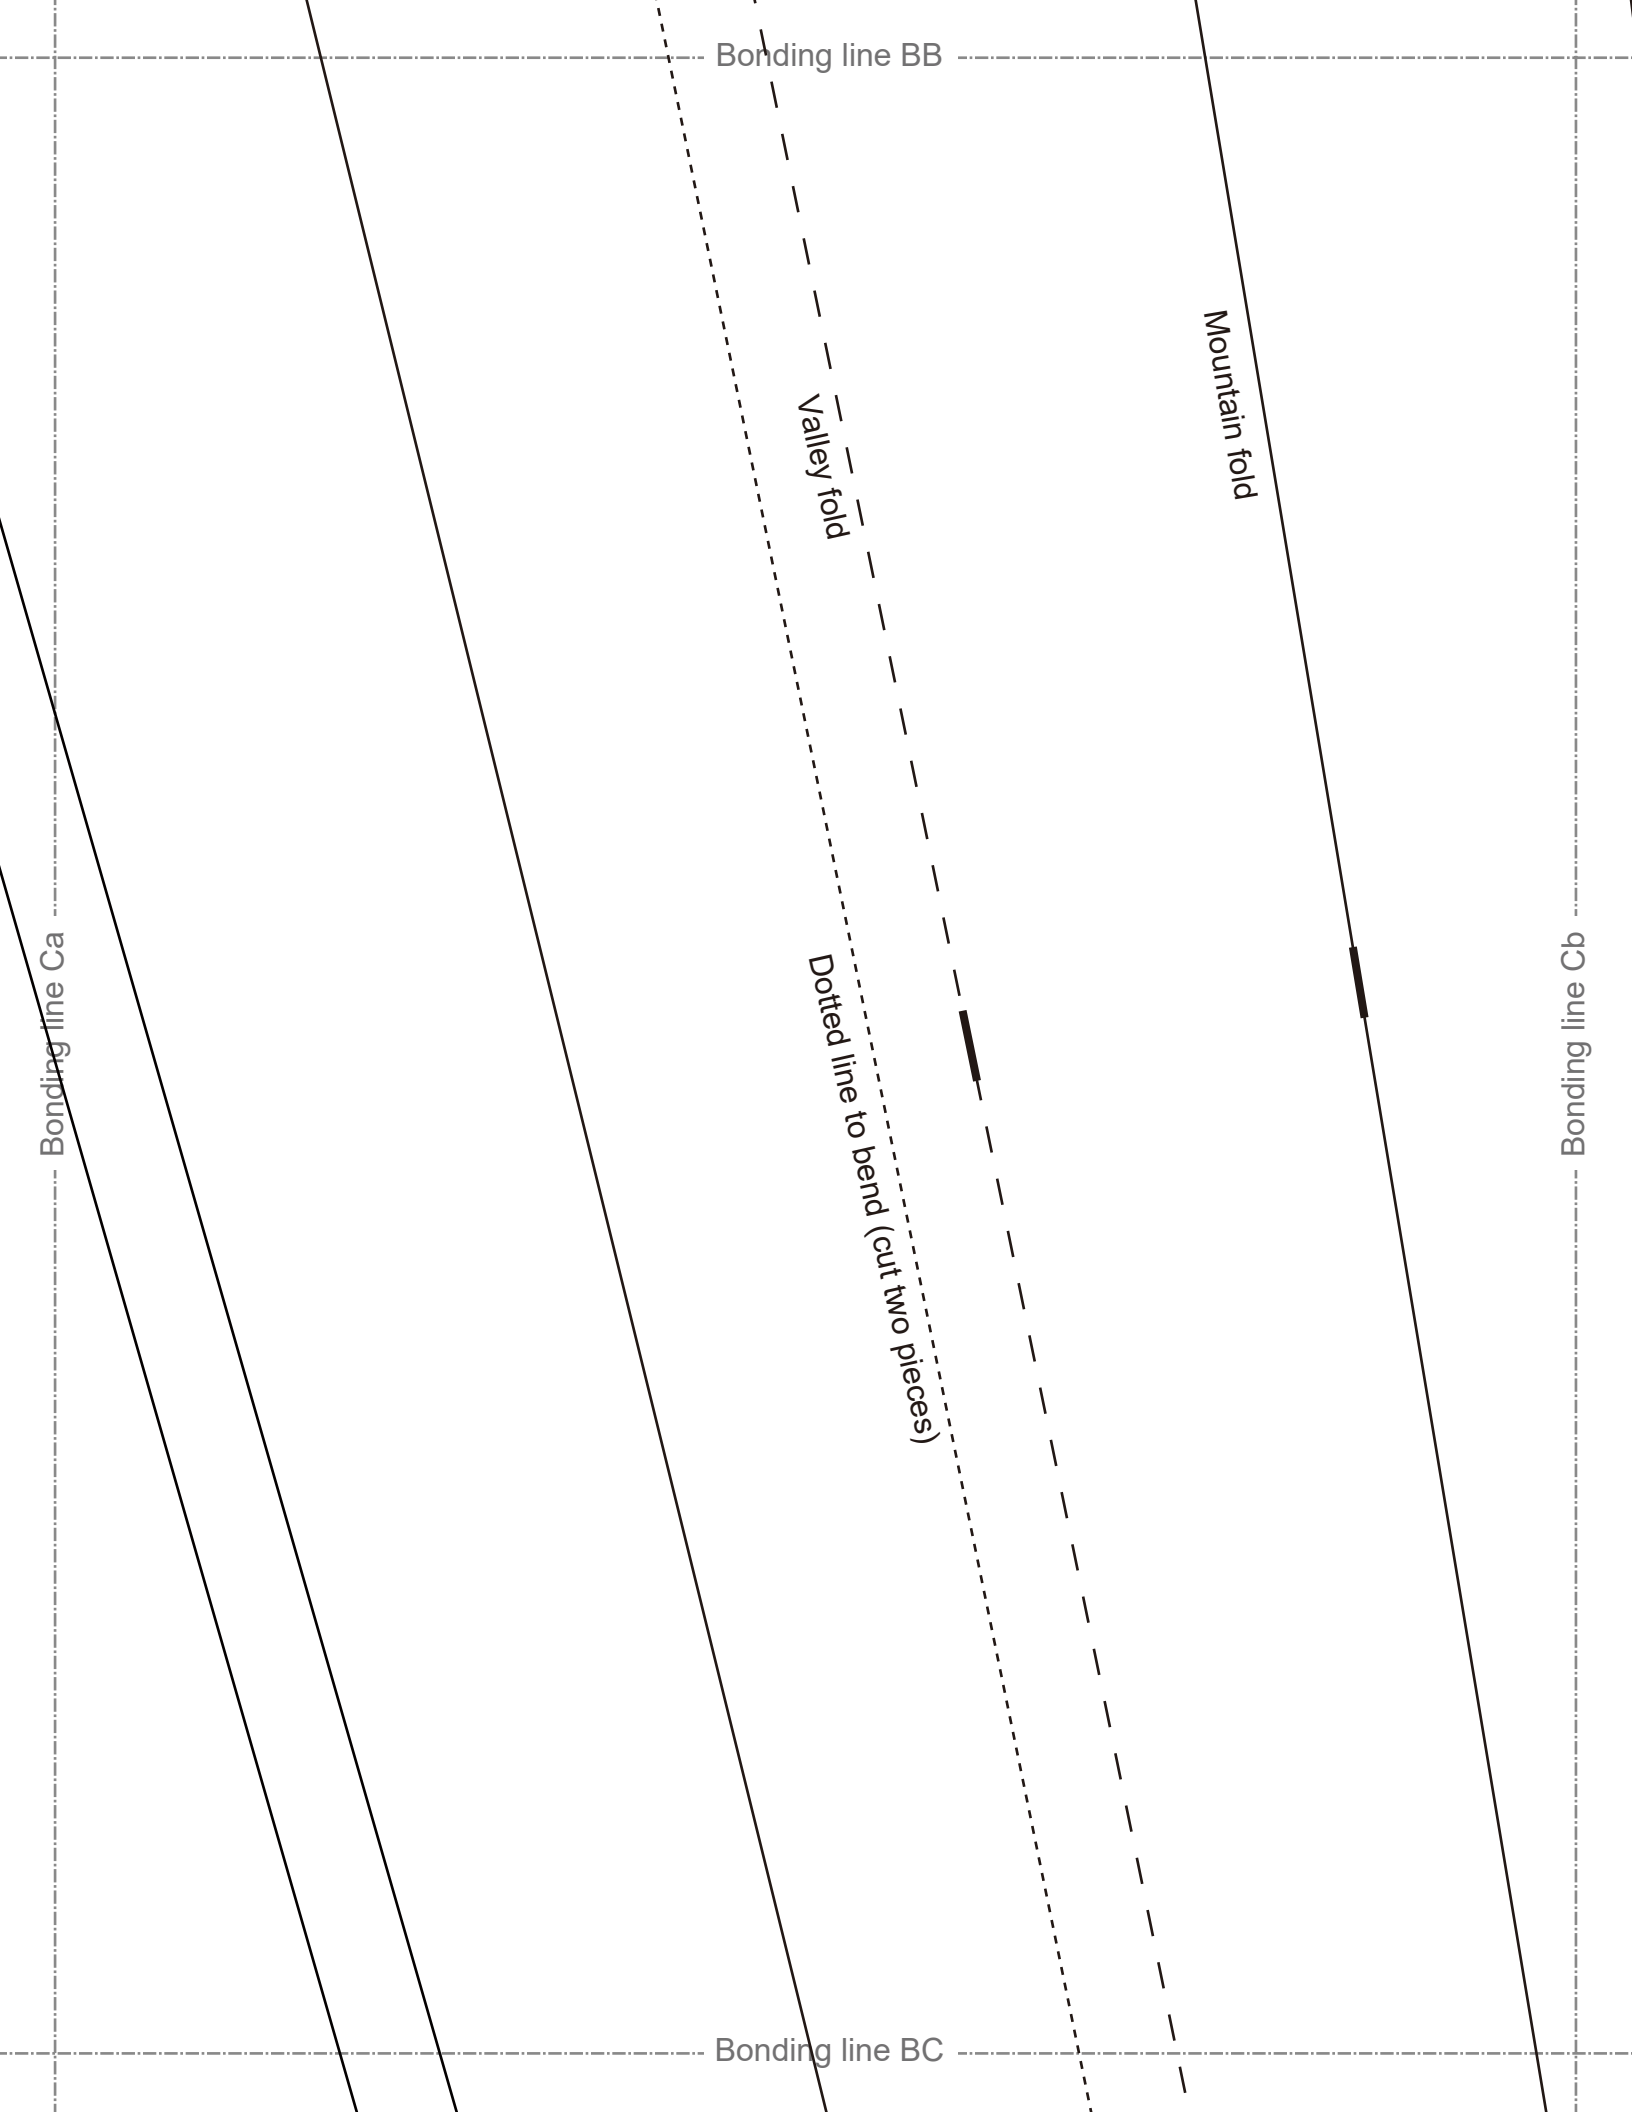 Bonding line BB
Mountain fold
Valley fold
Bonding line Ca
Bonding line Cb
Dotted line to bend (cut two pieces)
Bonding line BC